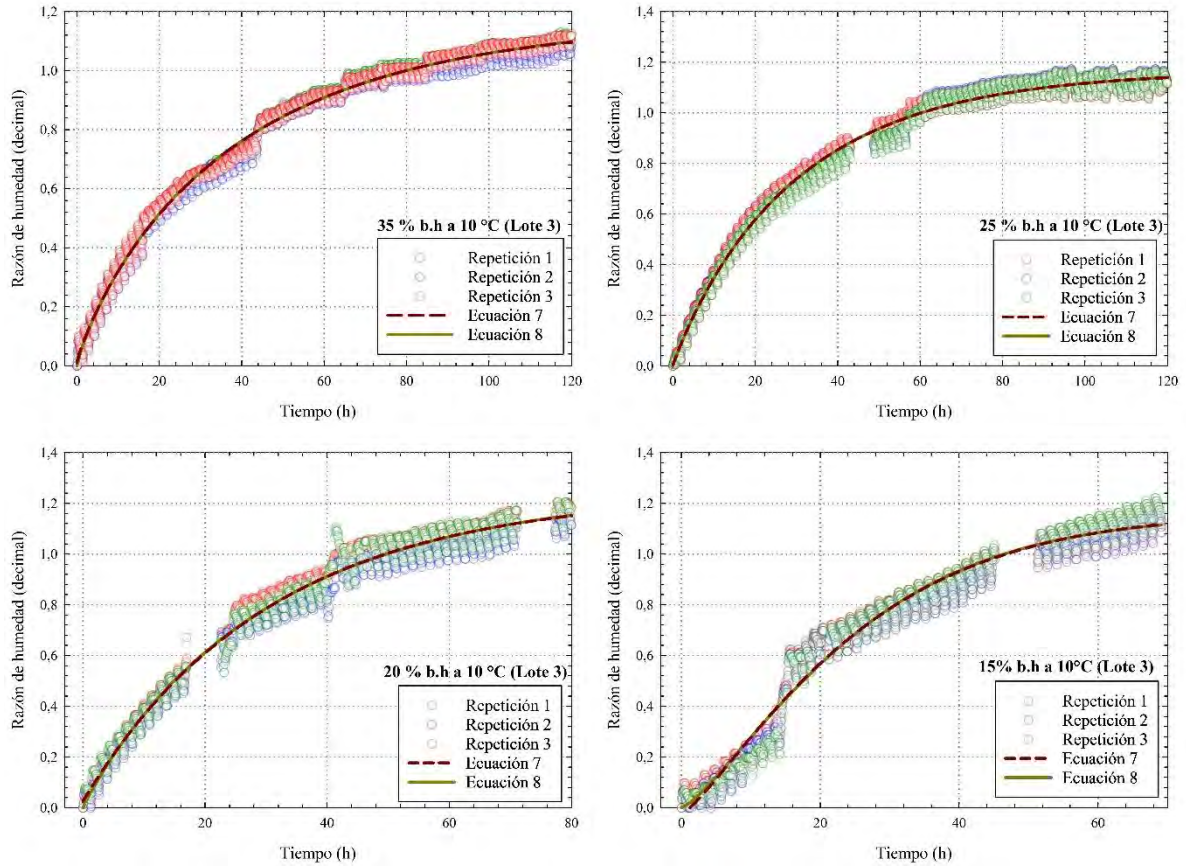 1,2
1,0
0,8
0,6
0,4
0,2
0,0
Razón de humedad (decimal)
35 % b.h a 10 °C (Lote 3)
Repetición 1
Repetición 2
Repetición 3
Ecuación 7
Ecuación 8
0 20 40 60 80 100 120
Tiempo (h)
1,4
1,2
1,0
0,8
0,6
0,4
0,2
0,0
Razón de humedad (decimal)
25 % b.h a 10 °C (Lote 3)
Repetición 1
Repetición 2
Repetición 3
Ecuación 7
Ecuación 8
0 20 40 60 80 100 120
Tiempo (h)
1,4
1,2
1,0
0,8
0,6
0,4
0,2
0,0
Razón de humedad (decimal)
20 % b.h a 10 °C (Lote 3)
Repetición 1
Repetición 2
Repetición 3
Ecuación 7
Ecuación 8
0 20 40 60 80
Tiempo (h)
1,4
1,2
1,0
0,8
0,6
0,4
0,2
0,0
Razón de humedad (decimal)
15% b.h a 10°C (Lote 3)
Repetición 1
Repetición 2
Repetición 3
Ecuación 7
Ecuación 8
0 20 40 60
Tiempo (h)